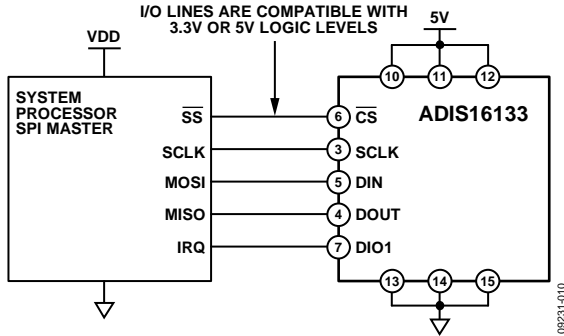 I/O LINES ARE COMPATIBLE WITH
3.3V OR 5V LOGIC LEVELS
VDD
5V
10 11 12
SYSTEM
PROCESSOR
SPI MASTER
ADIS16133
SS 6 CS
SCLK 3 SCLK
MOSI 5 DIN
MISO 4 DOUT
IRQ 7 DIO1
13 14 15
09231-010